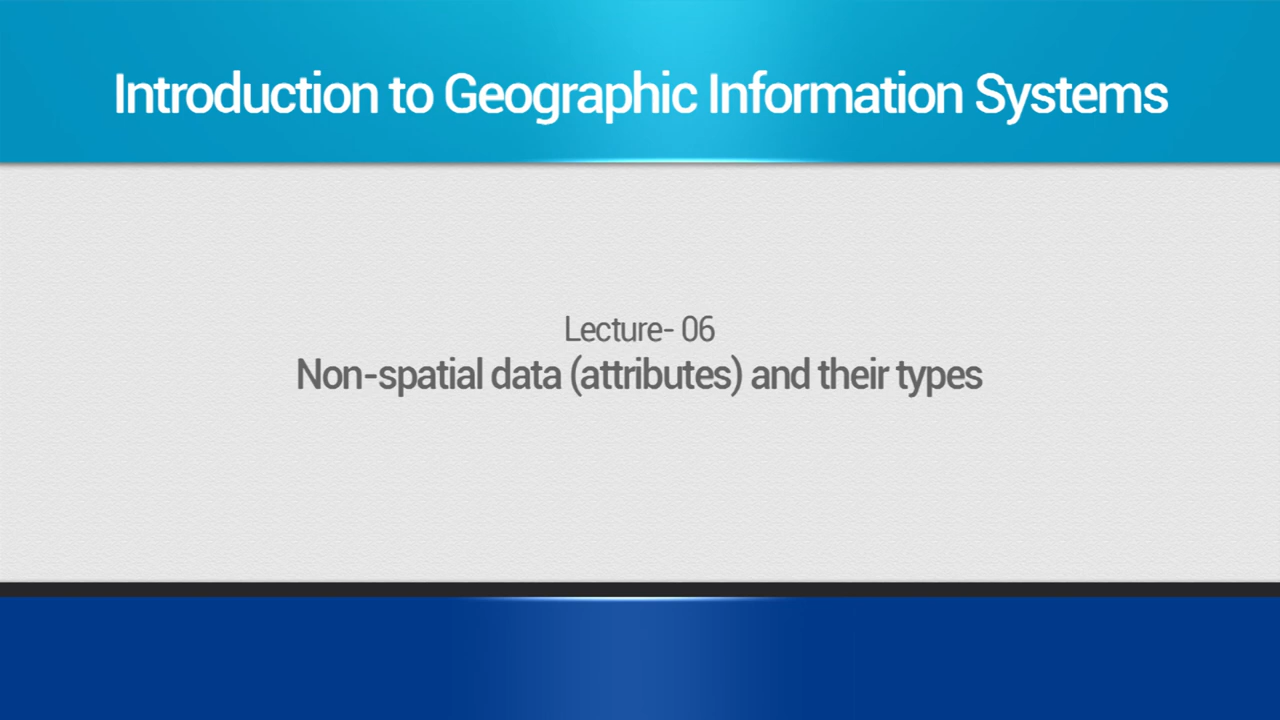 Introduction to Geographic Information Systems
Lecture- 06
Non-spatial data (attributes) and their types